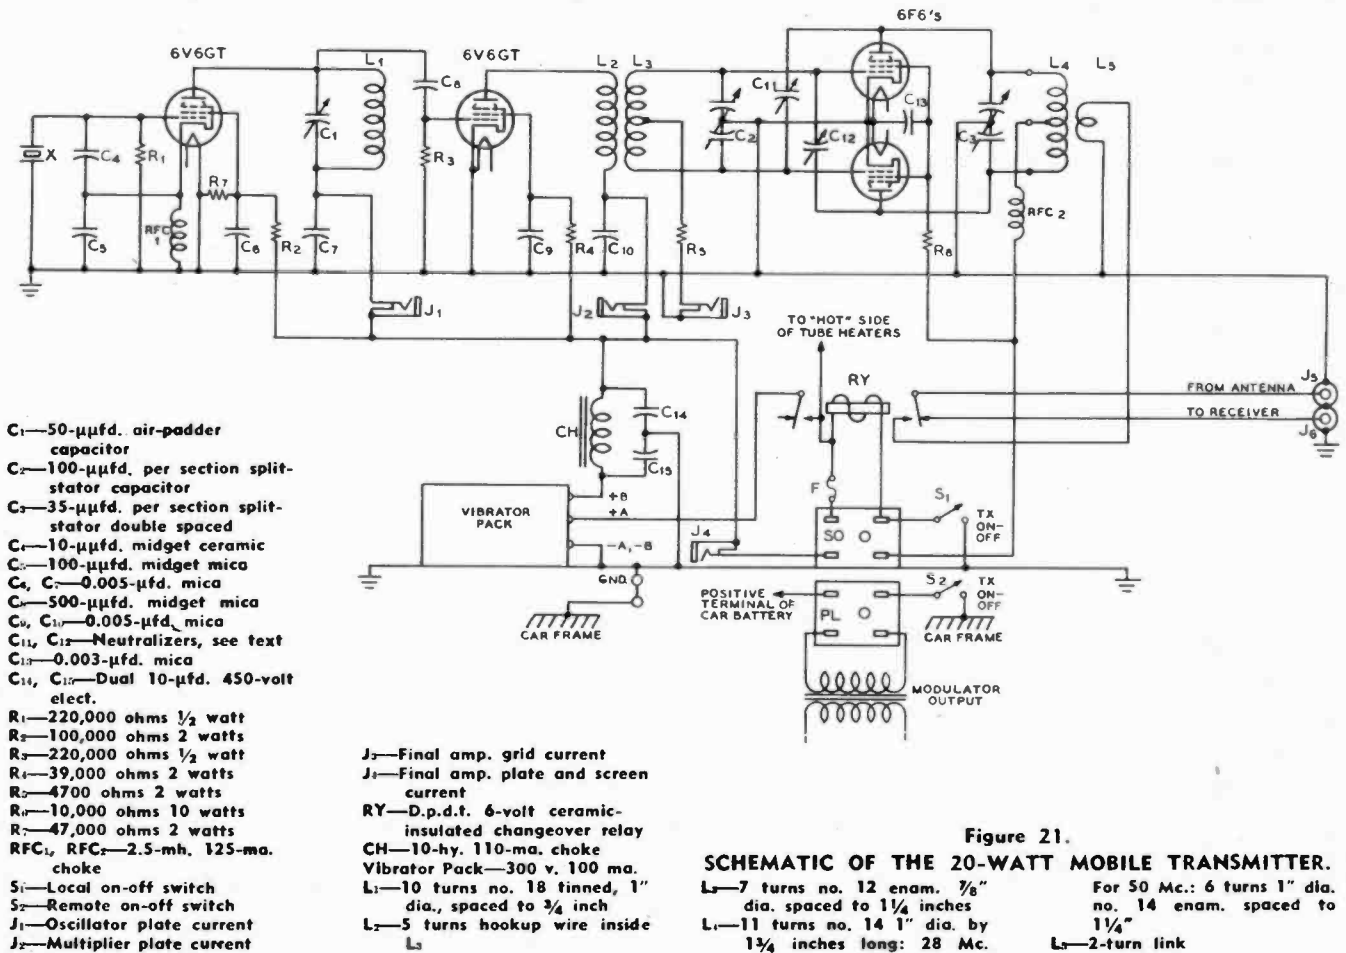 6V6GT
L1
6V6GT
L2
L3
6F6's
L4
L5
X
C4
R1
C1
C8
R3
C11
C2
C12
C13
C3
R7
RFC 1
C5
C6
R2
C7
C9
R4
C10
R5
R8
RFC 2
J1
J2
J3
TO "HOT" SIDE
OF TUBE HEATERS
RY
J5
FROM ANTENNA
TO RECEIVER
J6
CH
C14
C15
F
+B
VIBRATOR
PACK
+A
-A,-B
J4
SO
S1
TX
ON-
OFF
GND.
CAR FRAME
POSITIVE
TERMINAL OF
CAR BATTERY
PL
S2
TX
ON-
OFF
CAR FRAME
MODULATOR
OUTPUT
C1—50-μμfd. air-padder
capacitor
C2—100-μμfd. per section split-
stator capacitor
C3—35-μμfd. per section split-
stator double spaced
C4—10-μμfd. midget ceramic
C5—100-μμfd. midget mica
C6, C7—0.005-μfd. mica
C8—500-μμfd. midget mica
C9, C10—0.005-μfd. mica
C11, C12—Neutralizers, see text
C13—0.003-μfd. mica
C14, C15—Dual 10-μfd. 450-volt
elect.
R1—220,000 ohms ½ watt
R2—100,000 ohms 2 watts
R3—220,000 ohms ½ watt
R4—39,000 ohms 2 watts
R5—4700 ohms 2 watts
R6—10,000 ohms 10 watts
R7—47,000 ohms 2 watts
RFC1, RFC2—2.5-mh. 125-ma.
choke
S1—Local on-off switch
S2—Remote on-off switch
J1—Oscillator plate current
J2—Multiplier plate current
J3—Final amp. grid current
J4—Final amp. plate and screen
current
RY—D.p.d.t. 6-volt ceramic-
insulated changeover relay
CH—10-hy. 110-ma. choke
Vibrator Pack—300 v. 100 ma.
L1—10 turns no. 18 tinned, 1"
dia., spaced to ¾ inch
L2—5 turns hookup wire inside
L3
Figure 21.
SCHEMATIC OF THE 20-WATT MOBILE TRANSMITTER.
L3—7 turns no. 12 enam. ⅞"
dia. spaced to 1¼ inches
L4—11 turns no. 14 1" dia. by
1¾ inches long: 28 Mc.
For 50 Mc.: 6 turns 1" dia.
no. 14 enam. spaced to
1¼"
L5—2-turn link